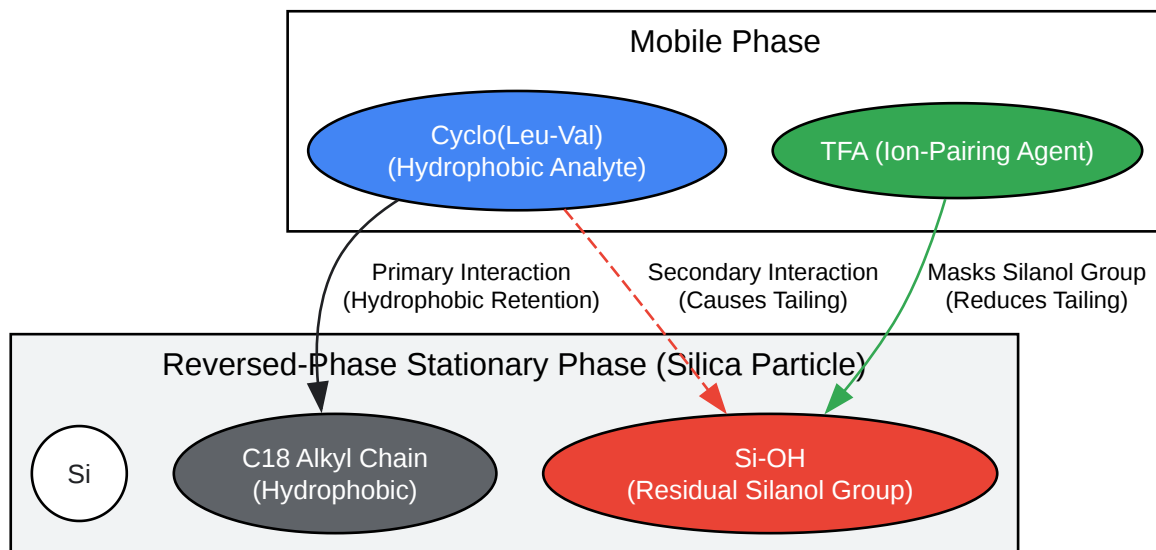 Mobile Phase
Cyclo(Leu-Val)
(Hydrophobic Analyte)
TFA (Ion-Pairing Agent)
Primary Interaction
(Hydrophobic Retention)
Secondary Interaction
(Causes Tailing)
Masks Silanol Group
(Reduces Tailing)
Reversed-Phase Stationary Phase (Silica Particle)
Si
C18 Alkyl Chain
(Hydrophobic)
Si-OH
(Residual Silanol Group)